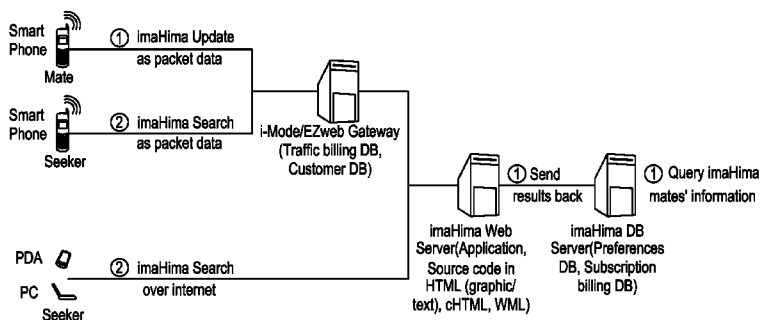 Smart
Phone
Mate
① imaHima Update
as packet data
Smart
Phone
Seeker
② imaHima Search
as packet data
i-Mode/EZweb Gateway
(Traffic billing DB,
Customer DB)
PDA
PC
Seeker
② imaHima Search
over internet
① Send
results back
① Query imaHima
mates' information
imaHima Web
Server(Application,
Source code in
HTML (graphic/
text), cHTML, WML)
imaHima DB
Server(Preferences
DB, Subscription
billing DB)